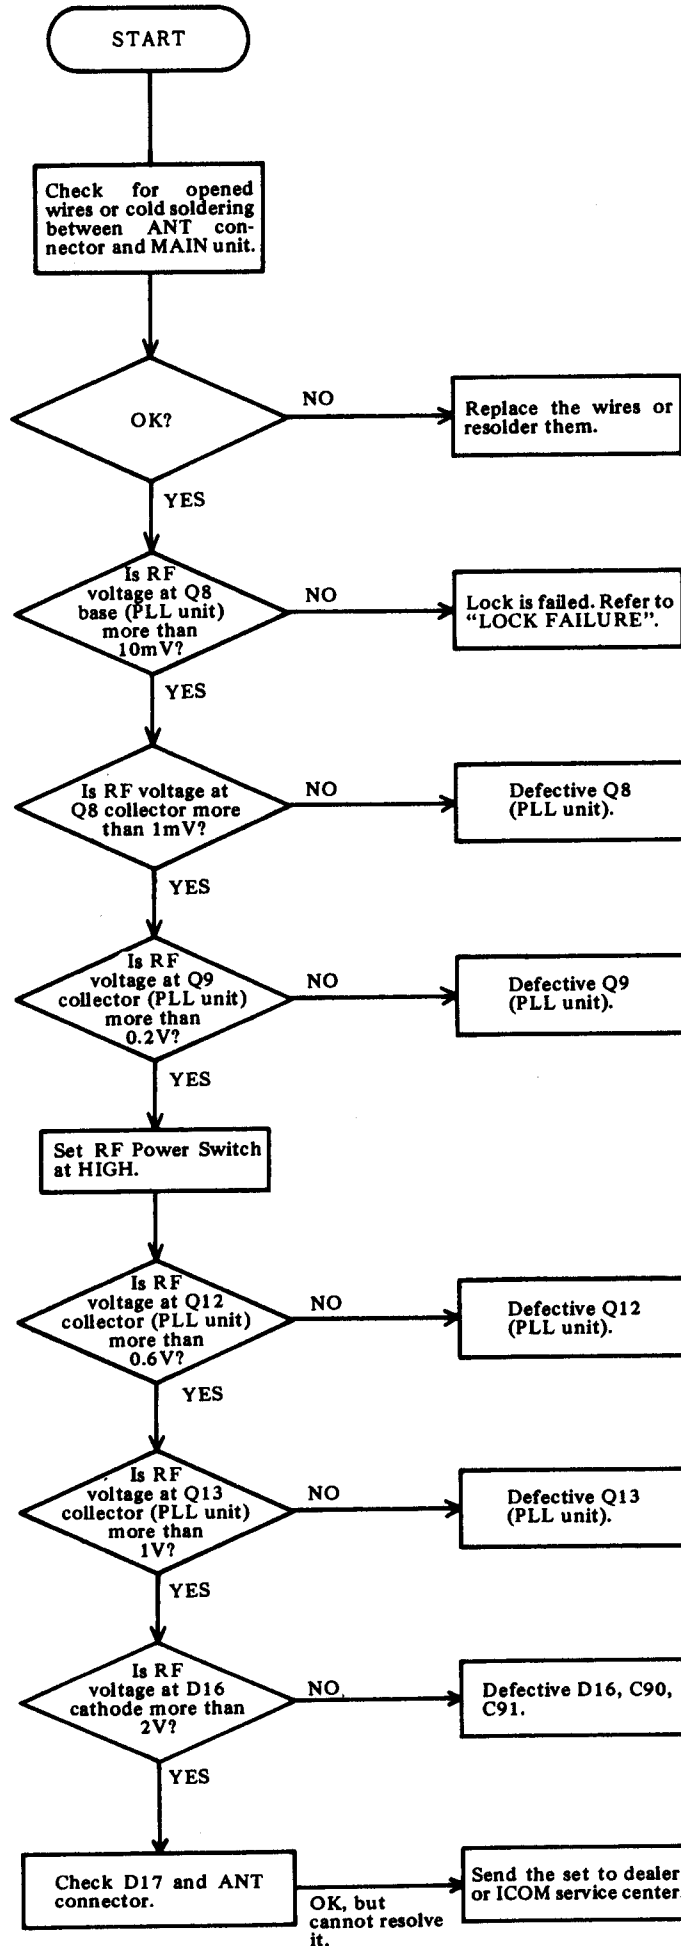 START
Check for opened
wires or cold soldering
between ANT con-
nector and MAIN unit.
OK?
NO
Replace the wires or
resolder them.
YES
Is RF
voltage at Q8
base (PLL unit)
more than
10mV?
NO
Lock is failed. Refer to
“LOCK FAILURE”.
YES
Is RF voltage at
Q8 collector more
than 1mV?
NO
Defective Q8
(PLL unit).
YES
Is RF
voltage at Q9
collector (PLL unit)
more than
0.2V?
NO
Defective Q9
(PLL unit).
YES
Set RF Power Switch
at HIGH.
Is RF
voltage at Q12
collector (PLL unit)
more than
0.6V?
NO
Defective Q12
(PLL unit).
YES
Is RF
voltage at Q13
collector (PLL unit)
more than
1V?
NO
Defective Q13
(PLL unit).
YES
Is RF
voltage at D16
cathode more than
2V?
NO
Defective D16, C90,
C91.
YES
Check D17 and ANT
connector.
OK, but
cannot resolve
it.
Send the set to dealer
or ICOM service center.